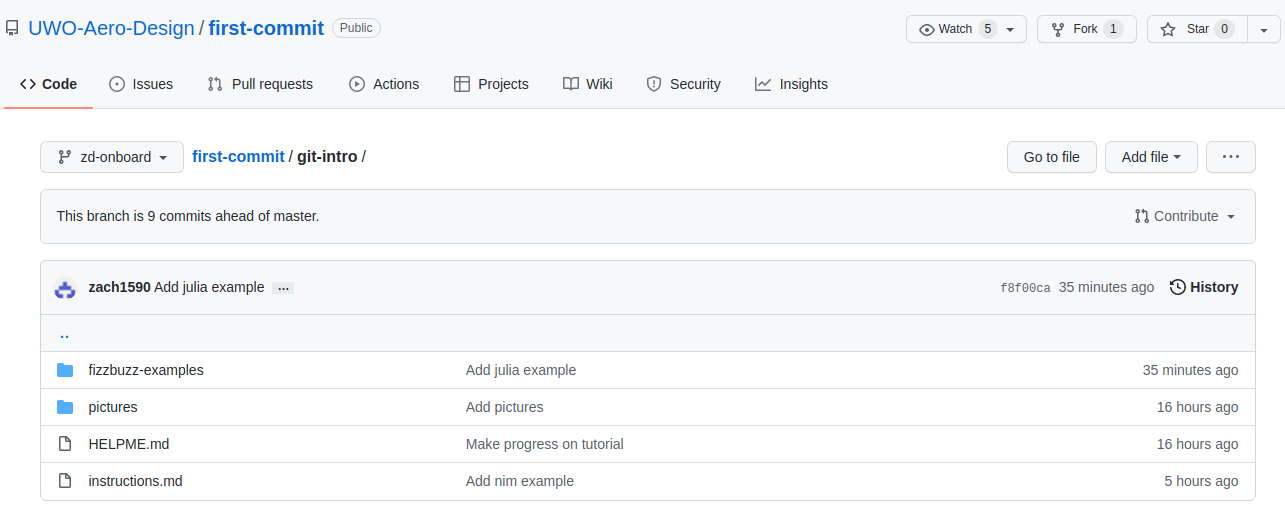 UWO-Aero-Design / first-commit Public Watch 5 Fork 1 Star 0
Code Issues Pull requests Actions Projects Wiki Security Insights
zd-onboard first-commit / git-intro / Go to file Add file ...
This branch is 9 commits ahead of master. Contribute
zach1590 Add julia example ... f8f00ca 35 minutes ago History
..
fizzbuzz-examples Add julia example 35 minutes ago
pictures Add pictures 16 hours ago
HELPME.md Make progress on tutorial 16 hours ago
instructions.md Add nim example 5 hours ago